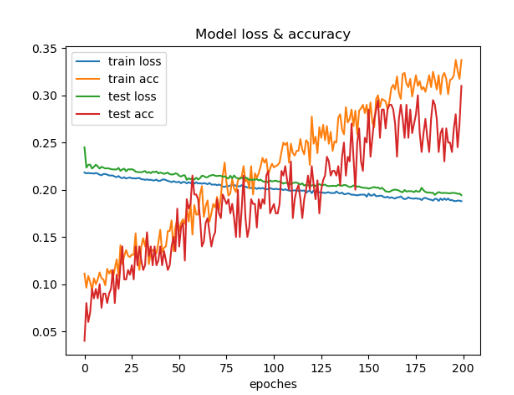 Model loss & accuracy
0.35
0.30
0.25
0.20
0.15
0.10
0.05
train loss
train acc
test loss
test acc
0 25 50 75 100 125 150 175 200
epoches